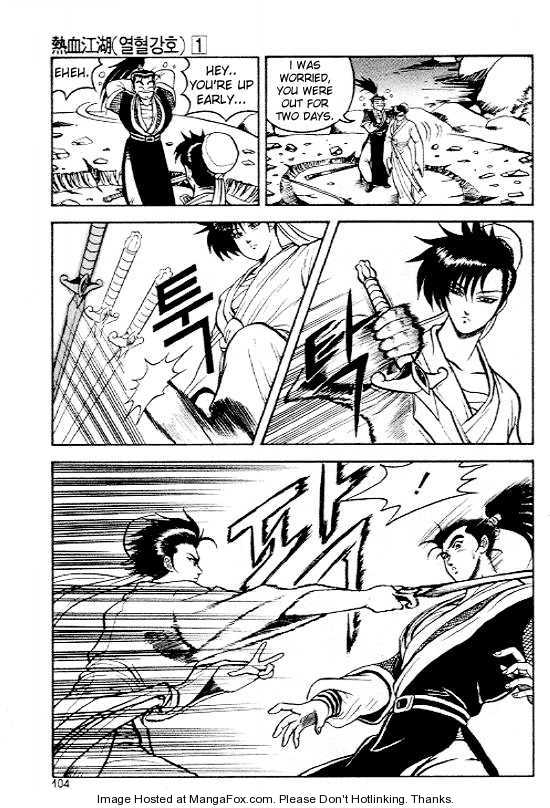 熱血江湖(열혈강호) 1
EHEH.
HEY..
YOU'RE UP
EARLY...
I WAS
WORRIED,
YOU WERE
OUT FOR
TWO DAYS.
툭
탁
팍
!
104
Image Hosted at MangaFox.com. Please Don't Hotlinking. Thanks.